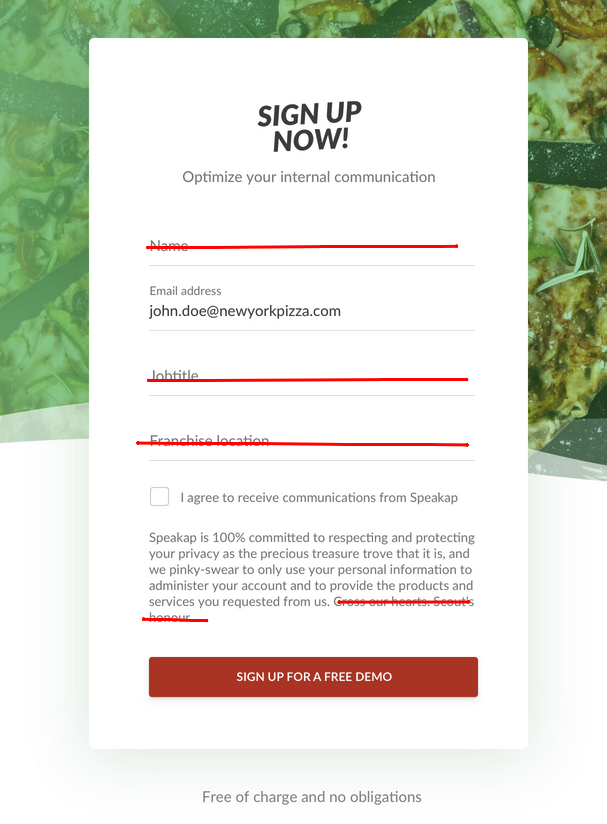 SIGN UP
NOW!
Optimize your internal communication
Name
Email address
john.doe@newyorkpizza.com
Jobtitle
Franchise location
I agree to receive communications from Speakap
Speakap is 100% committed to respecting and protecting
your privacy as the precious treasure trove that it is, and
we pinky-swear to only use your personal information to
administer your account and to provide the products and
services you requested from us. Cross our hearts. Scout's
honour.
SIGN UP FOR A FREE DEMO
Free of charge and no obligations